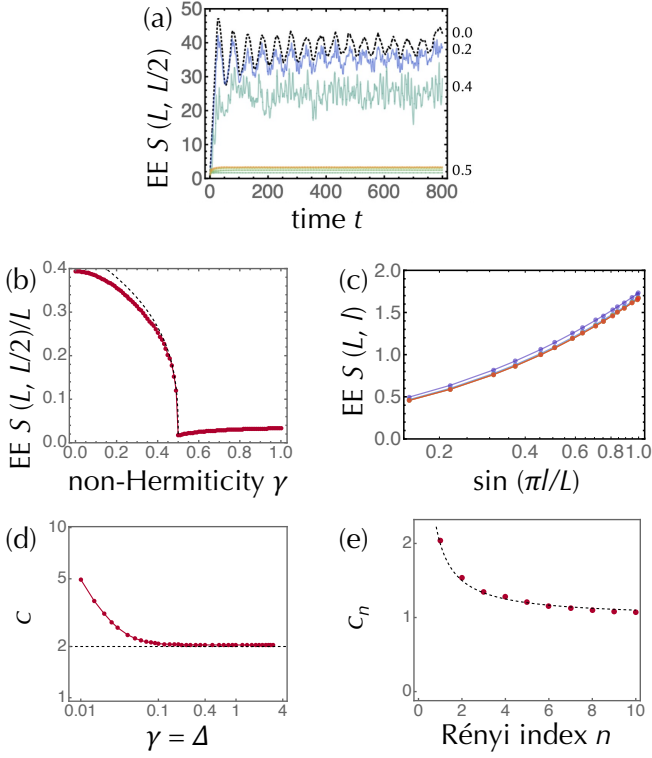 (a)
EE S (L, L/2)
50
40
30
20
10
0
0 200 400 600 800
time t
0.0
0.2
0.4
0.5
(b)
EE S (L, L/2)/L
0.4
0.3
0.2
0.1
0.0
0.0 0.2 0.4 0.6 0.8 1.0
non-Hermiticity γ
(c)
EE S (L, l)
2.0
1.5
1.0
0.5
0.0
0.2 0.4 0.6 0.8 1.0
sin (πl/L)
(d)
c
10
5
2
1
0.01 0.1 0.4 1 4
γ = Δ
(e)
cn
2
1
0
0 2 4 6 8 10
Rényi index n